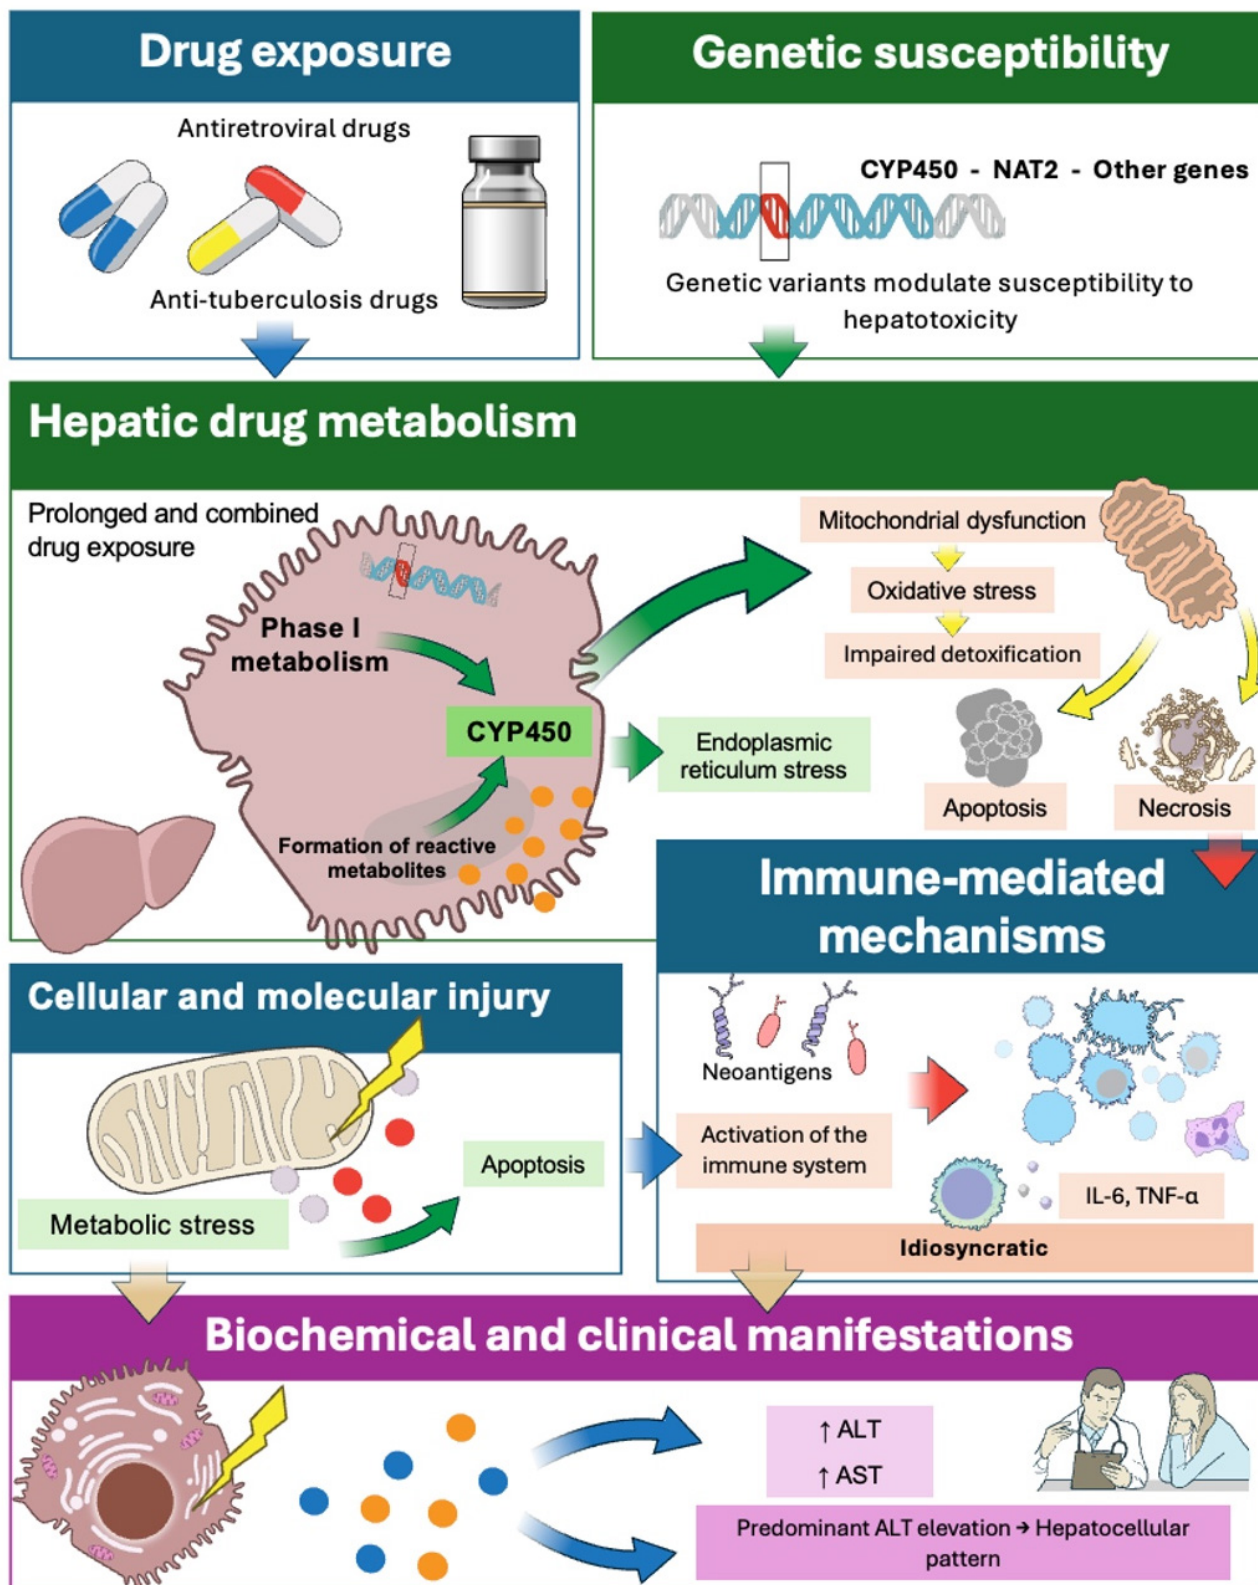 Drug exposure
Antiretroviral drugs
Anti-tuberculosis drugs
Genetic susceptibility
CYP450 - NAT2 - Other genes
Genetic variants modulate susceptibility to
hepatotoxicity
Hepatic drug metabolism
Prolonged and combined
drug exposure
Phase I
metabolism
CYP450
Formation of reactive
metabolites
Endoplasmic
reticulum stress
Mitochondrial dysfunction
Oxidative stress
Impaired detoxification
Apoptosis
Necrosis
Cellular and molecular injury
Metabolic stress
Apoptosis
Immune-mediated
mechanisms
Neoantigens
Activation of the
immune system
IL-6, TNF-α
Idiosyncratic
Biochemical and clinical manifestations
↑ ALT
↑ AST
Predominant ALT elevation → Hepatocellular
pattern